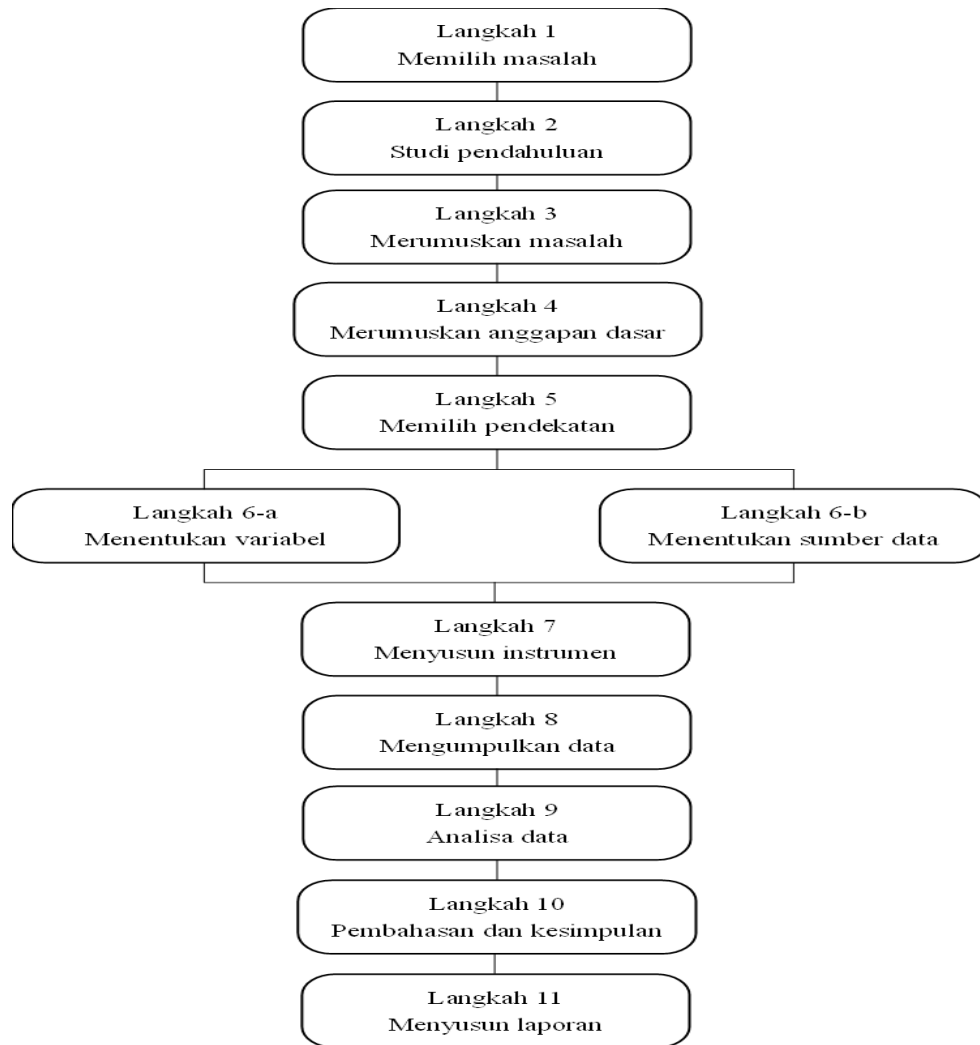 Langkah 1
Memilih masalah
Langkah 2
Studi pendahuluan
Langkah 3
Merumuskan masalah
Langkah 4
Merumuskan anggapan dasar
Langkah 5
Memilih pendekatan
Langkah 6-a
Menentukan variabel
Langkah 6-b
Menentukan sumber data
Langkah 7
Menyusun instrumen
Langkah 8
Mengumpulkan data
Langkah 9
Analisa data
Langkah 10
Pembahasan dan kesimpulan
Langkah 11
Menyusun laporan